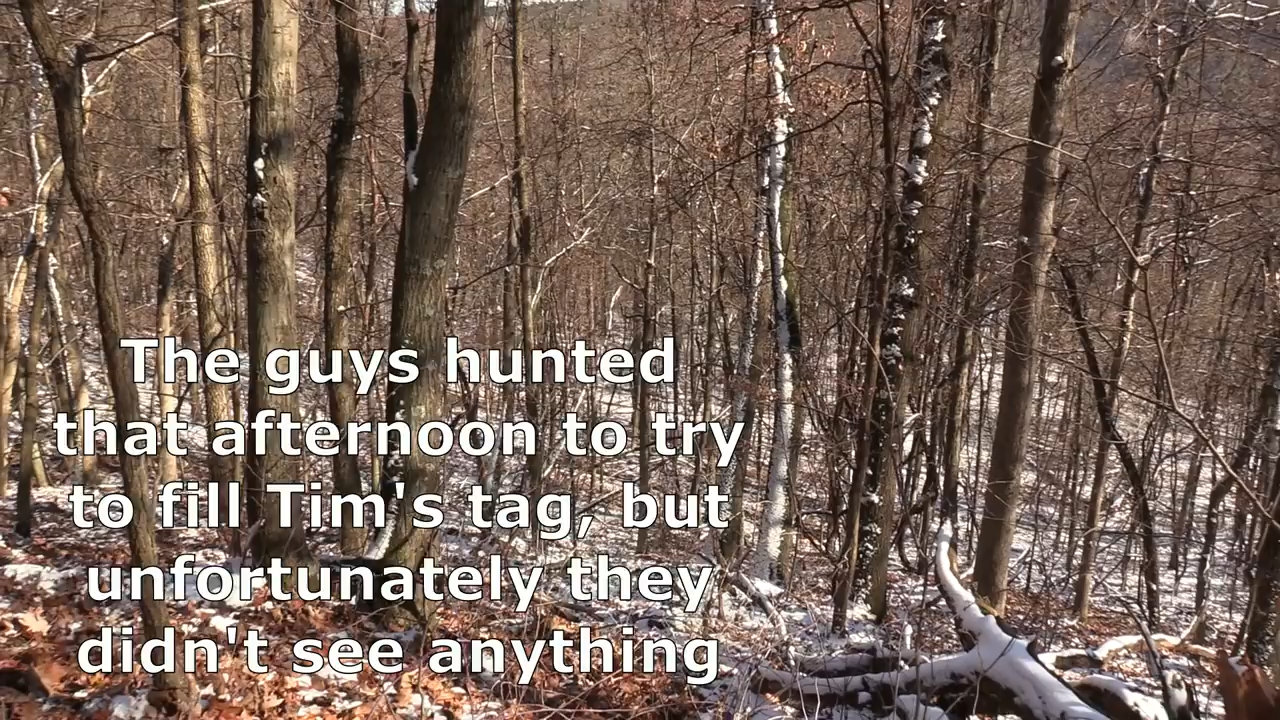 The guys hunted
that afternoon to try
to fill Tim's tag, but
unfortunately they
didn't see anything